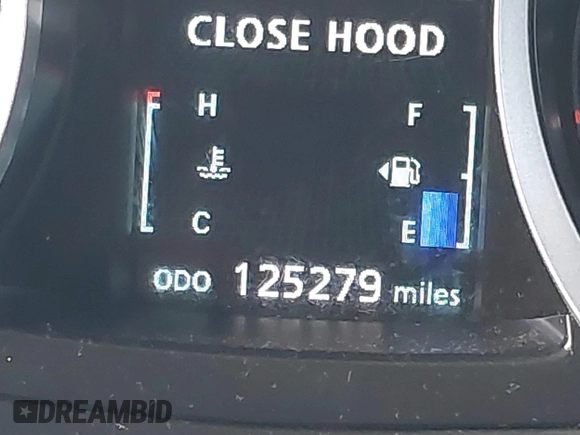 CLOSE HOOD
H F
C E
ODO 125279 miles
DREAMBID